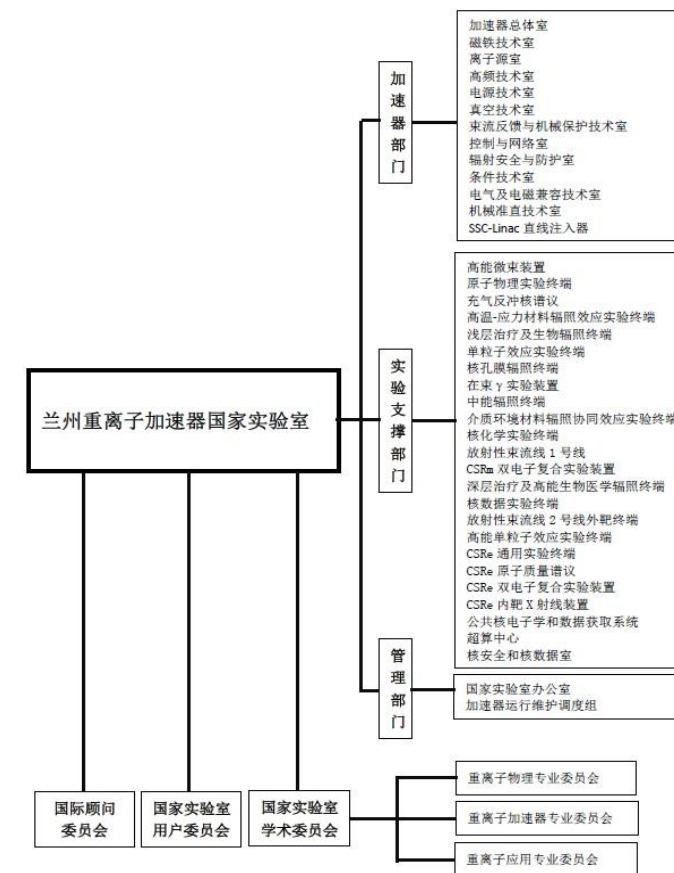 加速器部门
加速器总体室
磁铁技术室
离子源室
高频技术室
电源技术室
真空技术室
束流反馈与机械保护技术室
控制与网络室
辐射安全与防护室
条件技术室
电气及电磁兼容技术室
机械准直技术室
SSC-Linac 直线注入器
兰州重离子加速器国家实验室
实验支撑部门
高能微束装置
原子物理实验终端
充气反冲核谱议
高温-应力材料辐照效应实验终端
浅层治疗及生物辐照终端
单粒子效应实验终端
核孔膜辐照终端
在束 γ 实验装置
中能辐照终端
介质环境材料辐照协同效应实验终端
核化学实验终端
放射性束流线 1 号线
CSRm 双电子复合实验装置
深层治疗及高能生物医学辐照终端
核数据实验终端
放射性束流线 2 号线外靶终端
高能单粒子效应实验终端
CSRe 通用实验终端
CSRe 原子质量谱议
CSRe 双电子复合实验装置
CSRe 内靶 X 射线装置
公共核电子学和数据获取系统
超算中心
核安全和核数据室
管理部门
国家实验室办公室
加速器运行维护调度组
国际顾问
委员会
国家实验室
用户委员会
国家实验室
学术委员会
重离子物理专业委员会
重离子加速器专业委员会
重离子应用专业委员会